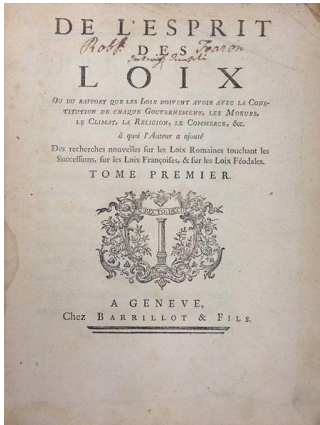 DE L'ESPRIT
DES
LOIX
OU DU RAPPORT QUE LES LOIX DOIVENT AVOIR AVEC LA CONS-
TITUTION DE CHAQUE GOUVERNEMENT, LES MOEURS,
LE CLIMAT, LA RELIGION, LE COMMERCE, &c.
à quoi l'Auteur a ajouté
Des recherches nouvelles sur les Loix Romaines touchant les
Successions, sur les Loix Françoises, & sur les Loix Féodales.
TOME PREMIER.
A GENEVE,
Chez BARRILLOT & FILS.